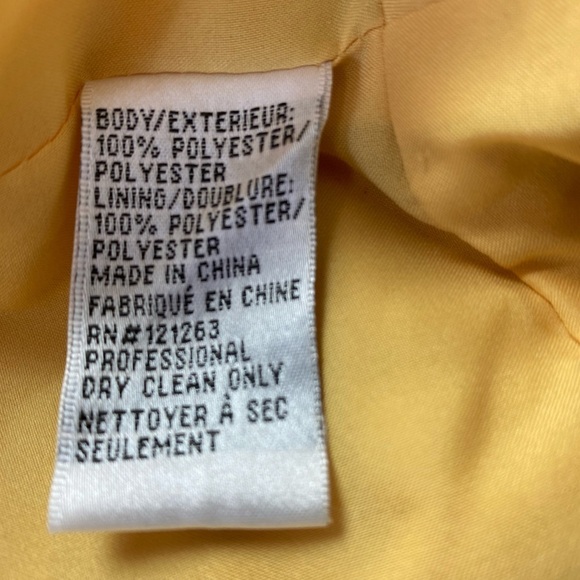 BODY/EXTERIEUR:
100% POLYESTER/
POLYESTER
LINING/DOUBLURE:
100% POLYESTER/
POLYESTER
MADE IN CHINA
FABRIQUÉ EN CHINE
RN#121263
PROFESSIONAL
DRY CLEAN ONLY
NETTOYER À SEC
SEULEMENT